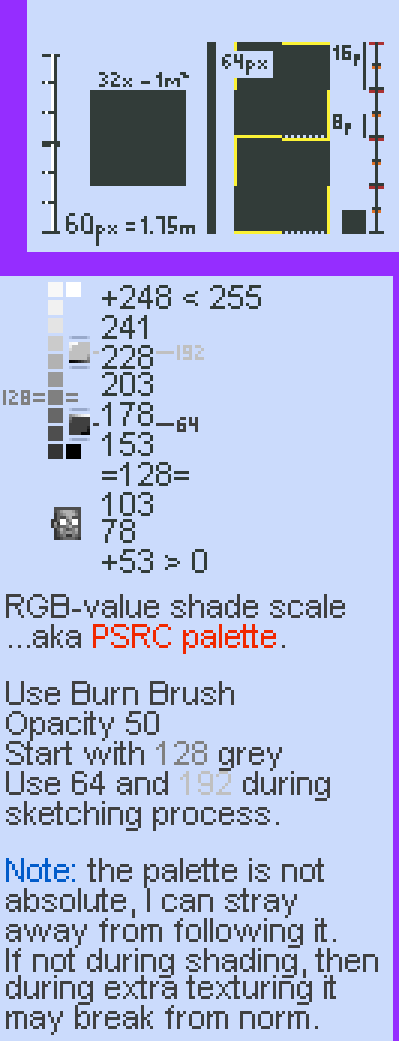 32x - 1m²
64px
16p
8p
60px = 1.75m
+248 < 255
241
228 - 192
203
128= =
178 - 64
153
=128=
103
78
+53 > 0
RGB-value shade scale
...aka PSRC palette.
Use Burn Brush
Opacity 50
Start with 128 grey
Use 64 and 192 during
sketching process.
Note: the palette is not
absolute, I can stray
away from following it.
If not during shading, then
during extra texturing it
may break from norm.